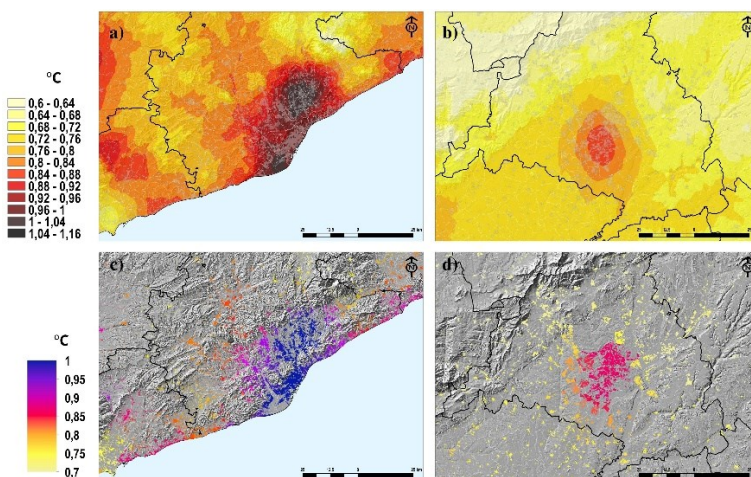 a)
b)
°C
0,6 - 0,64
0,64 - 0,68
0,68 - 0,72
0,72 - 0,76
0,76 - 0,8
0,8 - 0,84
0,84 - 0,88
0,88 - 0,92
0,92 - 0,96
0,96 - 1
1 - 1,04
1,04 - 1,16
c)
d)
°C
1
0,95
0,9
0,85
0,8
0,75
0,7